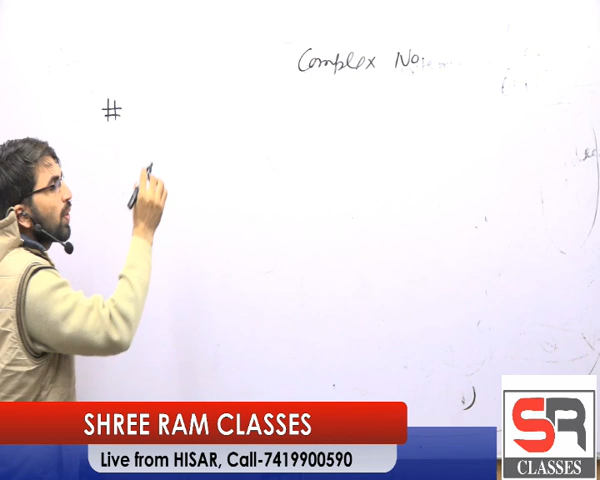 Complex No.
#
SHREE RAM CLASSES
Live from HISAR, Call-7419900590
SR
CLASSES